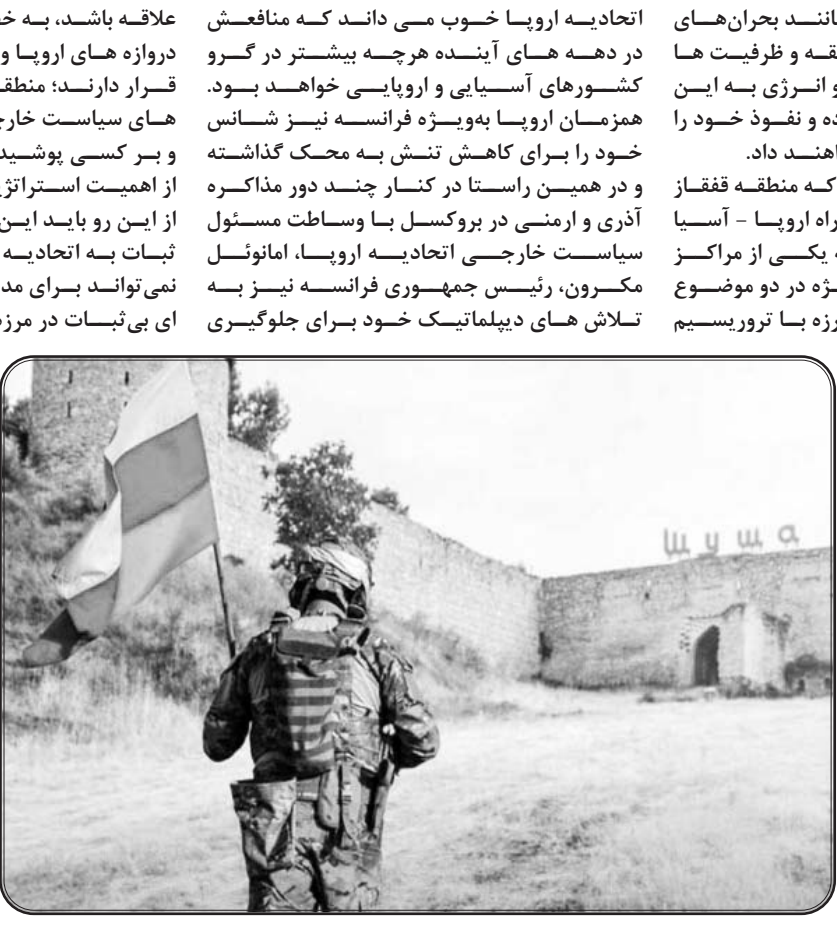 انند بحران‌های
قه و ظرفیت ها
و انرژی به این
ده و نفوذ خود را
اهند داد.
که منطقه قفقاز
راه اروپا - آسیا
ه یکی از مراکز
ژه در دو موضوع
رزه با تروریسیم
اتحادیه اروپا خوب می داند که منافعش
در دهه های آینده هرچه بیشتر در گرو
کشورهای آسیایی و اروپایی خواهد بود.
همزمان اروپا به‌ویژه فرانسه نیز شانس
خود را برای کاهش تنش به محک گذاشته
و در همین راستا در کنار چند دور مذاکره
آذری و ارمنی در بروکسل با وساطت مسئول
سیاست خارجی اتحادیه اروپا، امانوئل
مکرون، رئیس جمهوری فرانسه نیز به
تلاش های دیپلماتیک خود برای جلوگیری
علاقه باشد، به خ
دروازه های اروپا و
قرار دارند؛ منطق
های سیاست خارج
و بر کسی پوشید
از اهمیت استراتژی
از این رو باید این
ثبات به اتحادیه
نمی‌تواند برای مد
ای بی‌ثبات در مرز
шуша